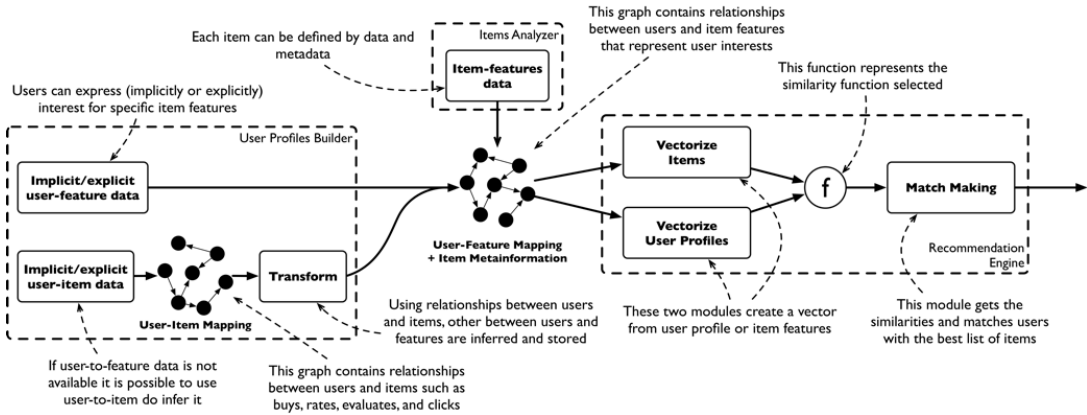 This graph contains relationships
between users and item features
that represent user interests
Each item can be defined by data and
metadata
Items Analyzer
Item-features
data
This function represents the
similarity function selected
Users can express (implicitly or explicitly)
interest for specific item features
User Profiles Builder
Implicit/explicit
user-feature data
Vectorize
Items
f
Match Making
User-Feature Mapping
+ Item Metainformation
Vectorize
User Profiles
Recommendation
Engine
Implicit/explicit
user-item data
User-Item Mapping
Transform
Using relationships between users
and items, other between users and
features are inferred and stored
These two modules create a vector
from user profile or item features
This module gets the
similarities and matches users
with the best list of items
If user-to-feature data is not
available it is possible to use
user-to-item do infer it
This graph contains relationships
between users and items such as
buys, rates, evaluates, and clicks